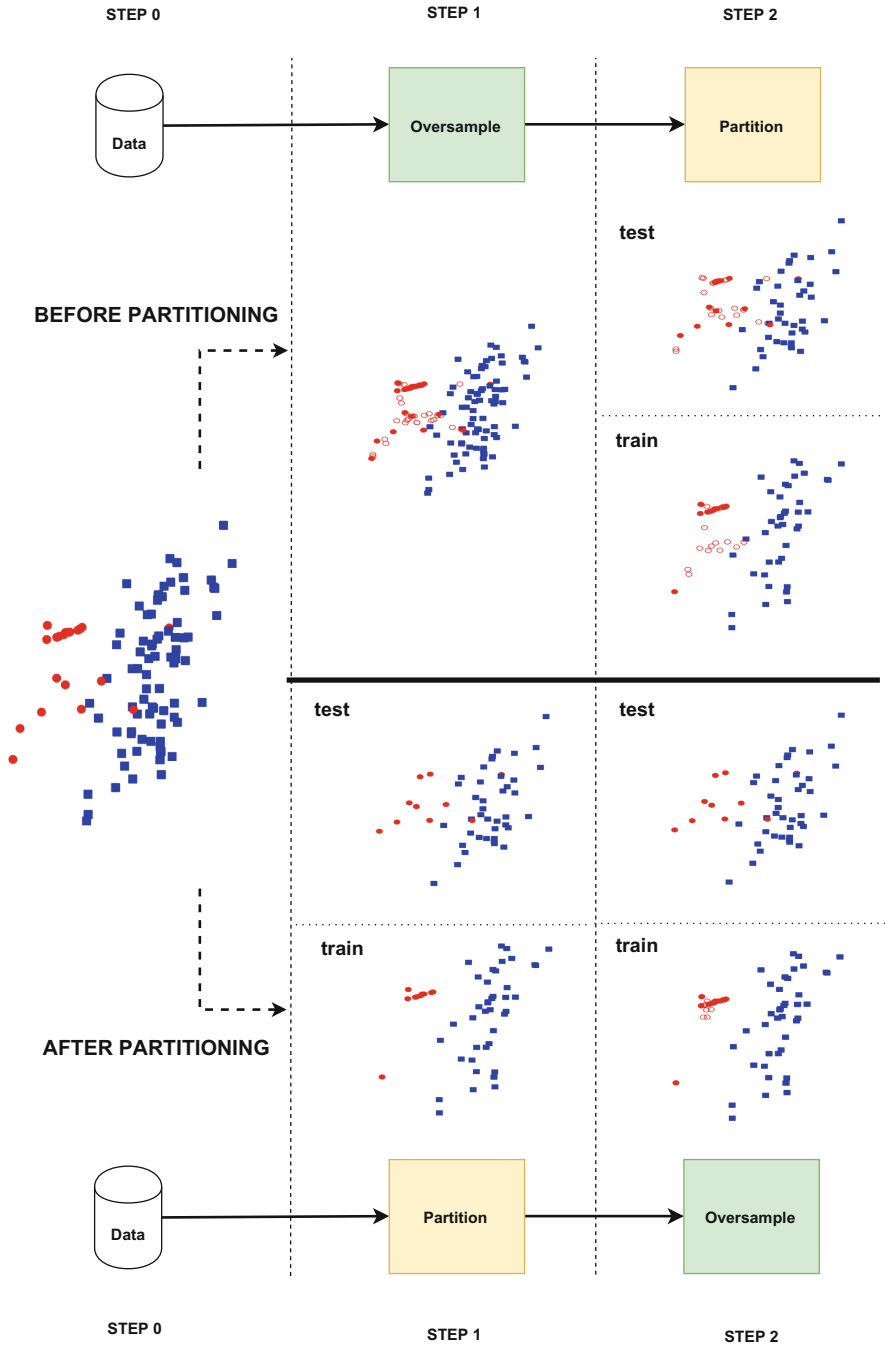 STEP 0
STEP 1
STEP 2
Data
Oversample
Partition
test
BEFORE PARTITIONING
train
test
test
train
train
AFTER PARTITIONING
Data
Partition
Oversample
STEP 0
STEP 1
STEP 2